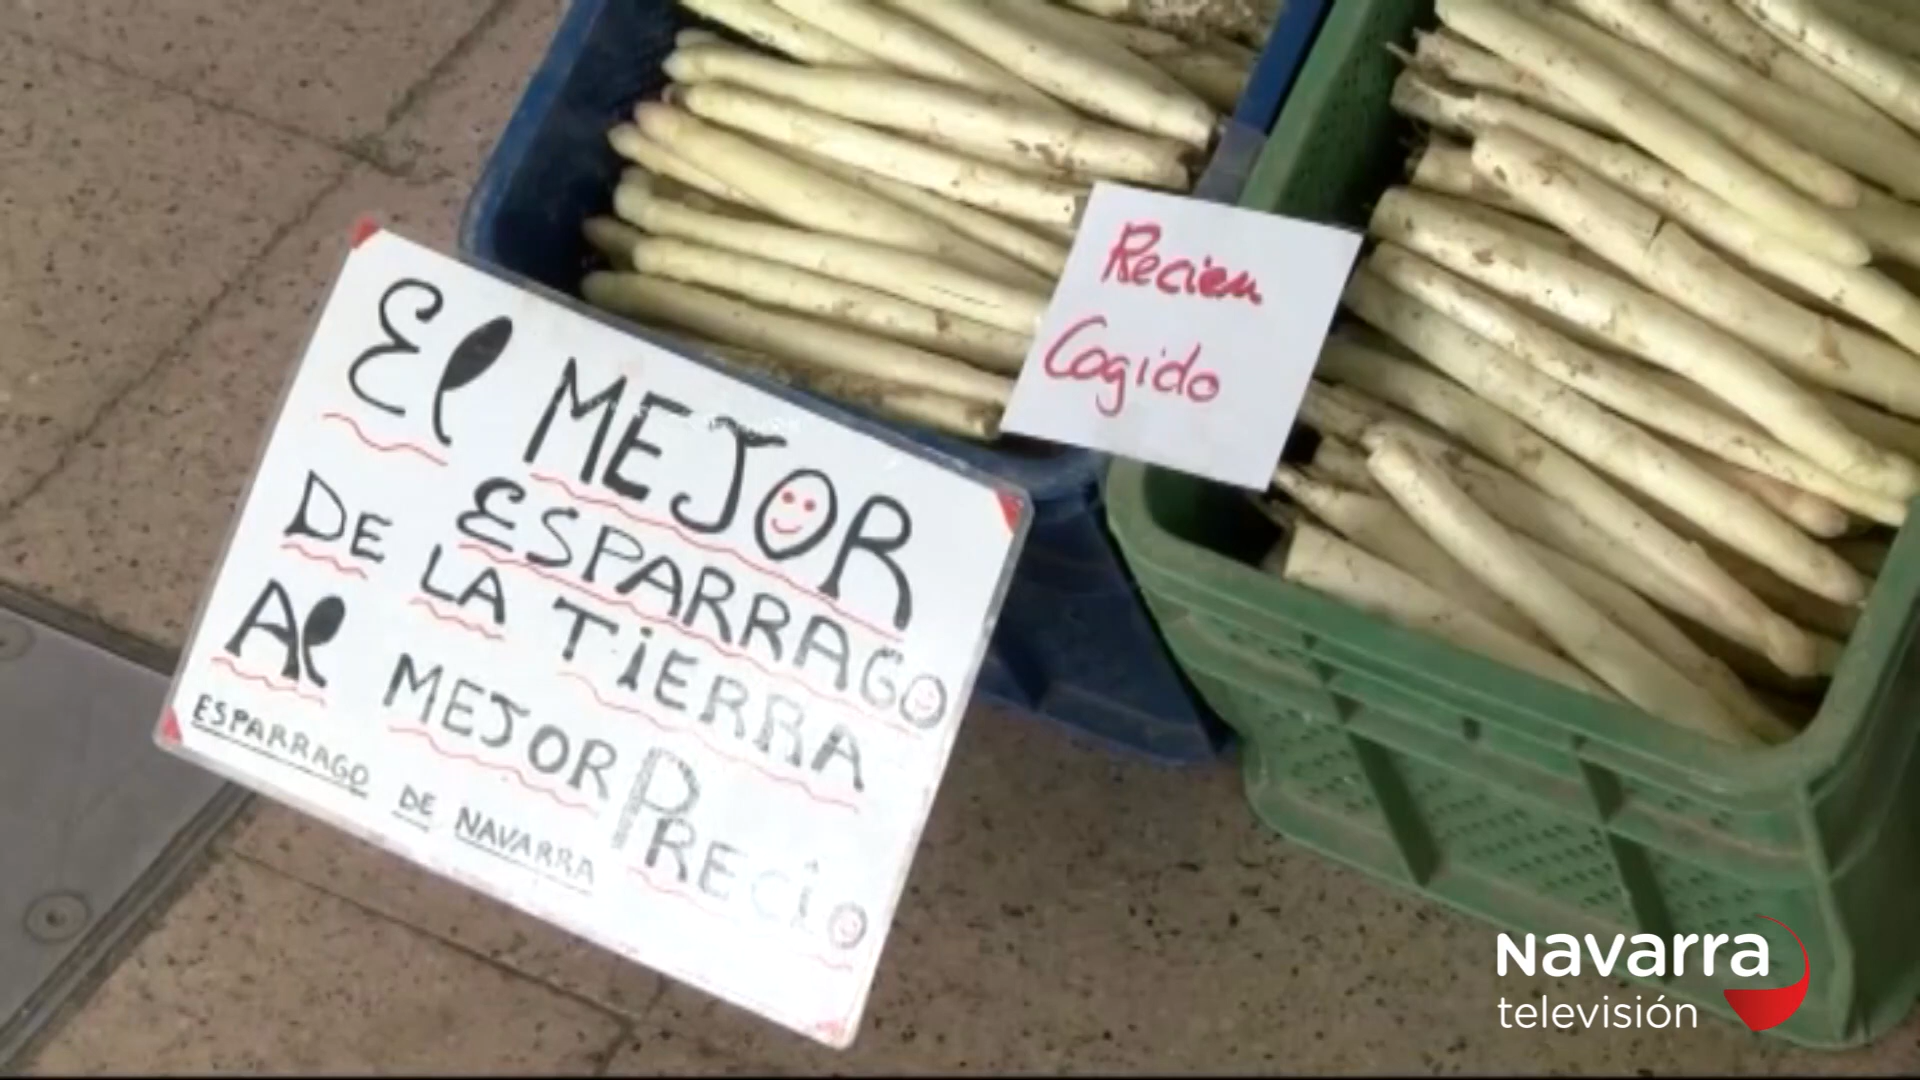 El MEJOR
ESPARRAGO
DE LA TiERRA
Al MEJOR PRECiO
ESPARRAGO DE NAVARRA
Recien
Cogido
Navarra
televisión